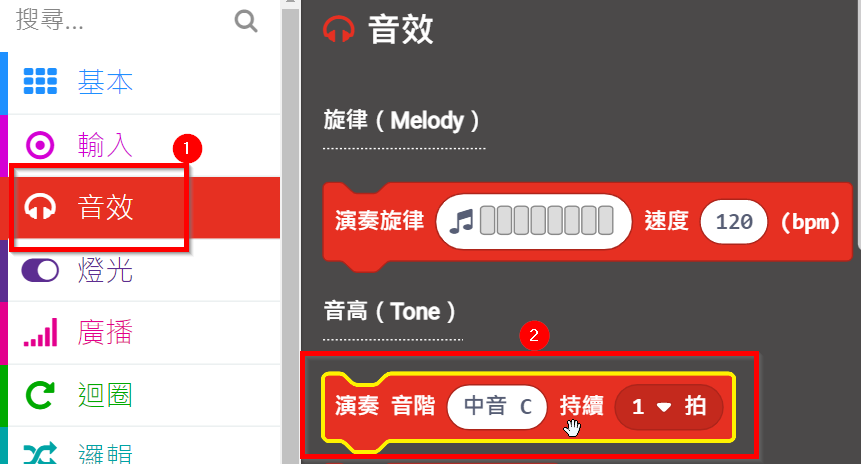 搜尋...
基本
輸入
1
音效
燈光
廣播
迴圈
邏輯
音效
旋律（Melody）
演奏旋律 速度 120 (bpm)
音高（Tone）
2
演奏 音階 中音 C 持續 1 拍